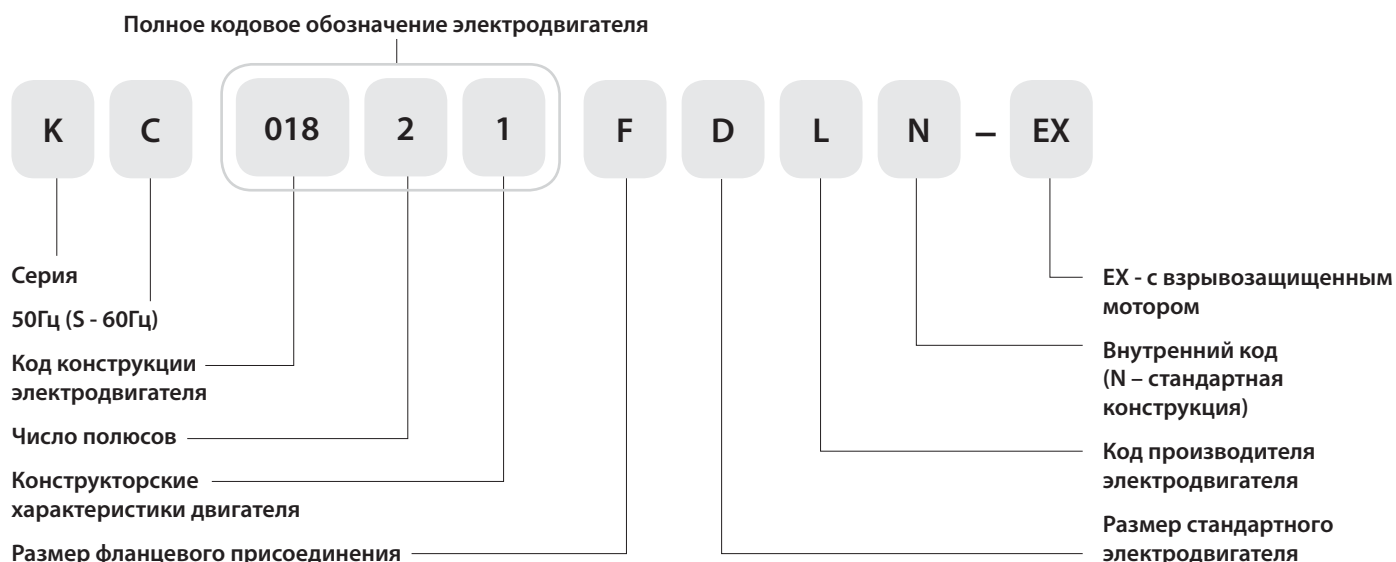 Полное кодовое обозначение электродвигателя
K C 018 2 1 F D L N – EX
Серия
50Гц (S - 60Гц)
Код конструкции
электродвигателя
Число полюсов
Конструкторские
характеристики двигателя
Размер фланцевого присоединения
EX - с взрывозащищенным
мотором
Внутренний код
(N – стандартная
конструкция)
Код производителя
электродвигателя
Размер стандартного
электродвигателя